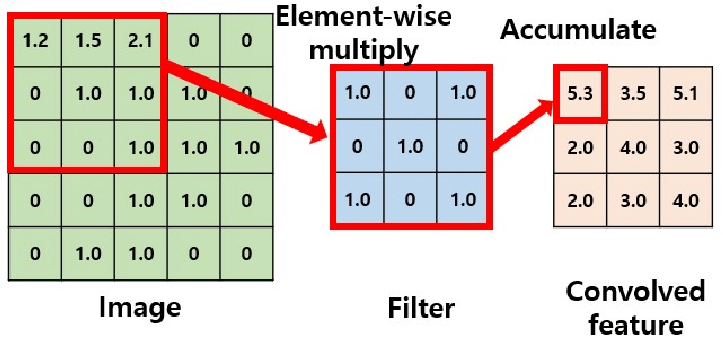 Element-wise
multiply
Accumulate
1.2 1.5 2.1 0 0
0 1.0 1.0 1.0 0
0 0 1.0 1.0 1.0
0 0 1.0 1.0 0
0 1.0 1.0 0 0
Image
1.0 0 1.0
0 1.0 0
1.0 0 1.0
Filter
5.3 3.5 5.1
2.0 4.0 3.0
2.0 3.0 4.0
Convolved
feature